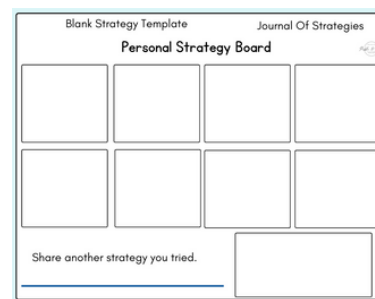 Blank Strategy Template
Journal Of Strategies
Personal Strategy Board
Share another strategy you tried.